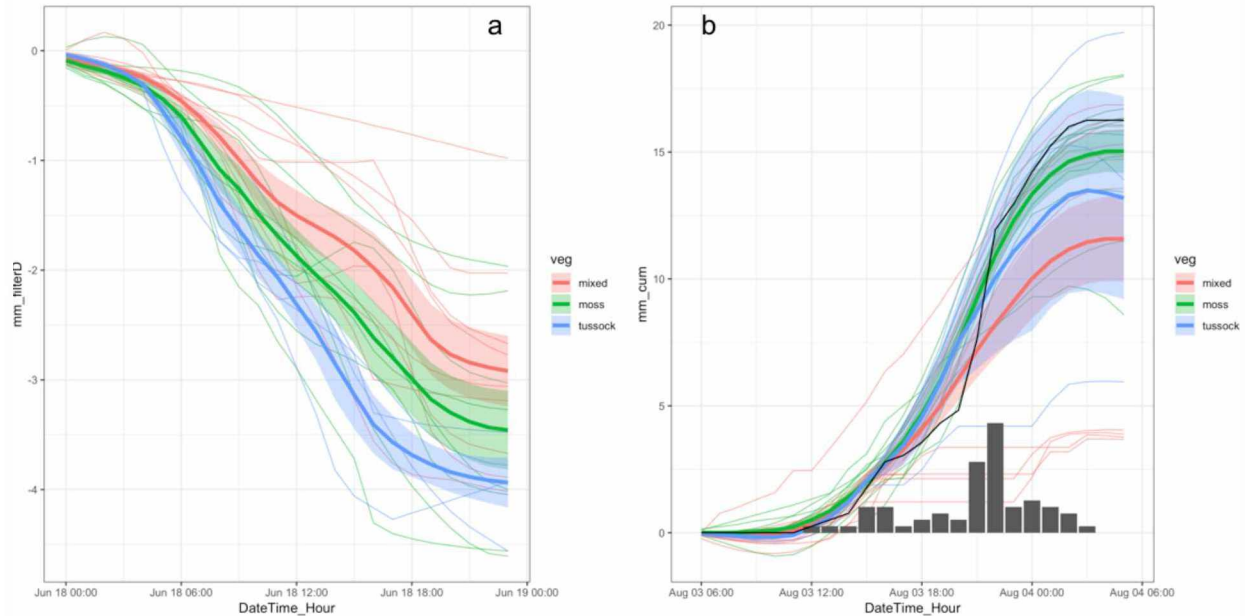 a
0
-1
-2
-3
-4
mm_filterD
Jun 18 00:00
Jun 18 06:00
Jun 18 12:00
Jun 18 18:00
Jun 19 00:00
DateTime_Hour
veg
mixed
moss
tussock
b
20
15
10
5
0
mm_cum
Aug 03 06:00
Aug 03 12:00
Aug 03 18:00
Aug 04 00:00
Aug 04 06:00
DateTime_Hour
veg
mixed
moss
tussock